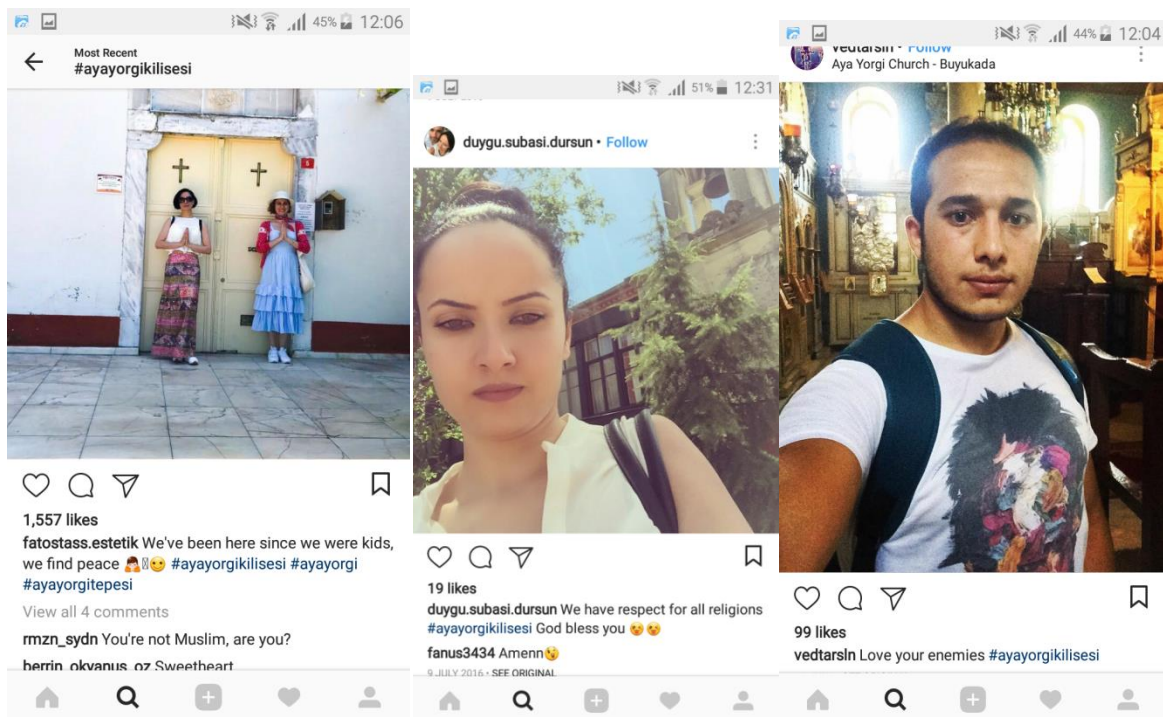 45% 12:06
Most Recent
#ayayorgikilisesi
5
1,557 likes
fatostass.estetik We've been here since we were kids,
we find peace #ayayorgikilisesi #ayayorgi
#ayayorgitepesi
View all 4 comments
rmzn_sydn You're not Muslim, are you?
berrin_okyanus_oz Sweetheart
51% 12:31
duygu.subasi.dursun • Follow
19 likes
duygu.subasi.dursun We have respect for all religions
#ayayorgikilisesi God bless you
fanus3434 Amenn
9 JULY 2016 • SEE ORIGINAL
44% 12:04
vedtarsln • Follow
Aya Yorgi Church - Buyukada
99 likes
vedtarsln Love your enemies #ayayorgikilisesi